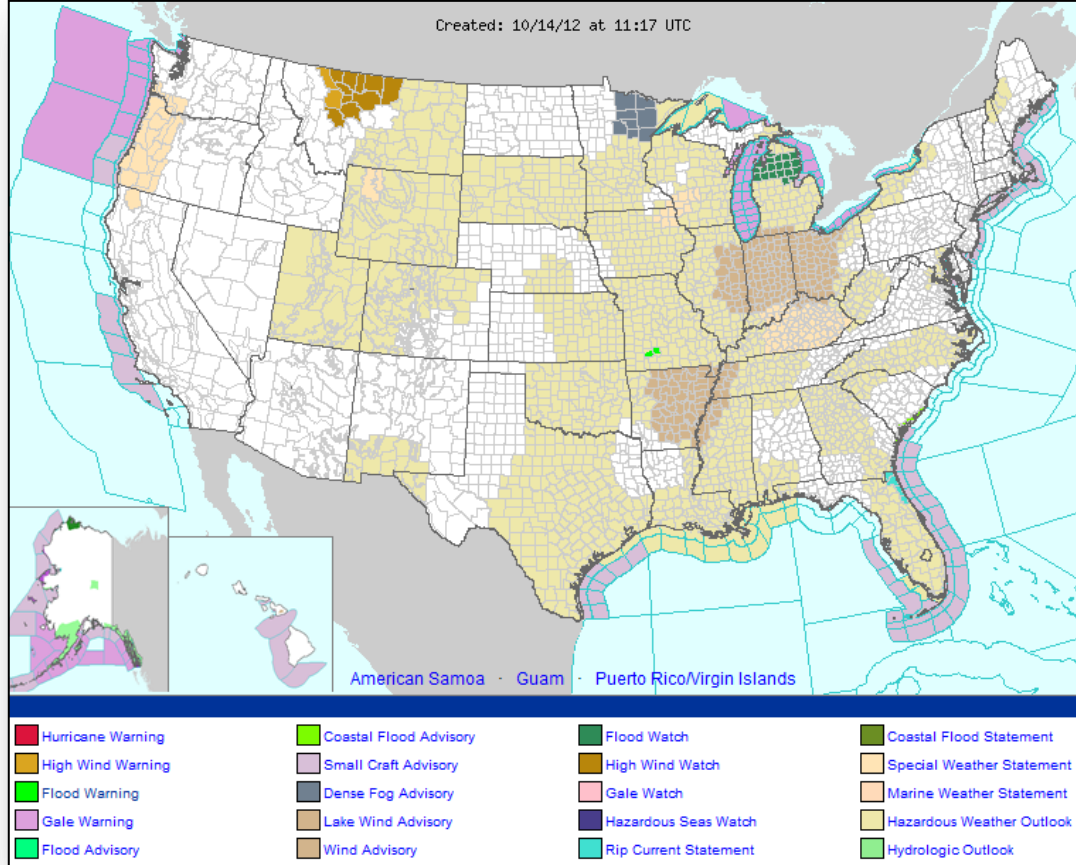 Created: 10/14/12 at 11:17 UTC
American Samoa · Guam · Puerto Rico/Virgin Islands
Hurricane Warning
Coastal Flood Advisory
Flood Watch
Coastal Flood Statement
High Wind Warning
Small Craft Advisory
High Wind Watch
Special Weather Statement
Flood Warning
Dense Fog Advisory
Gale Watch
Marine Weather Statement
Gale Warning
Lake Wind Advisory
Hazardous Seas Watch
Hazardous Weather Outlook
Flood Advisory
Wind Advisory
Rip Current Statement
Hydrologic Outlook